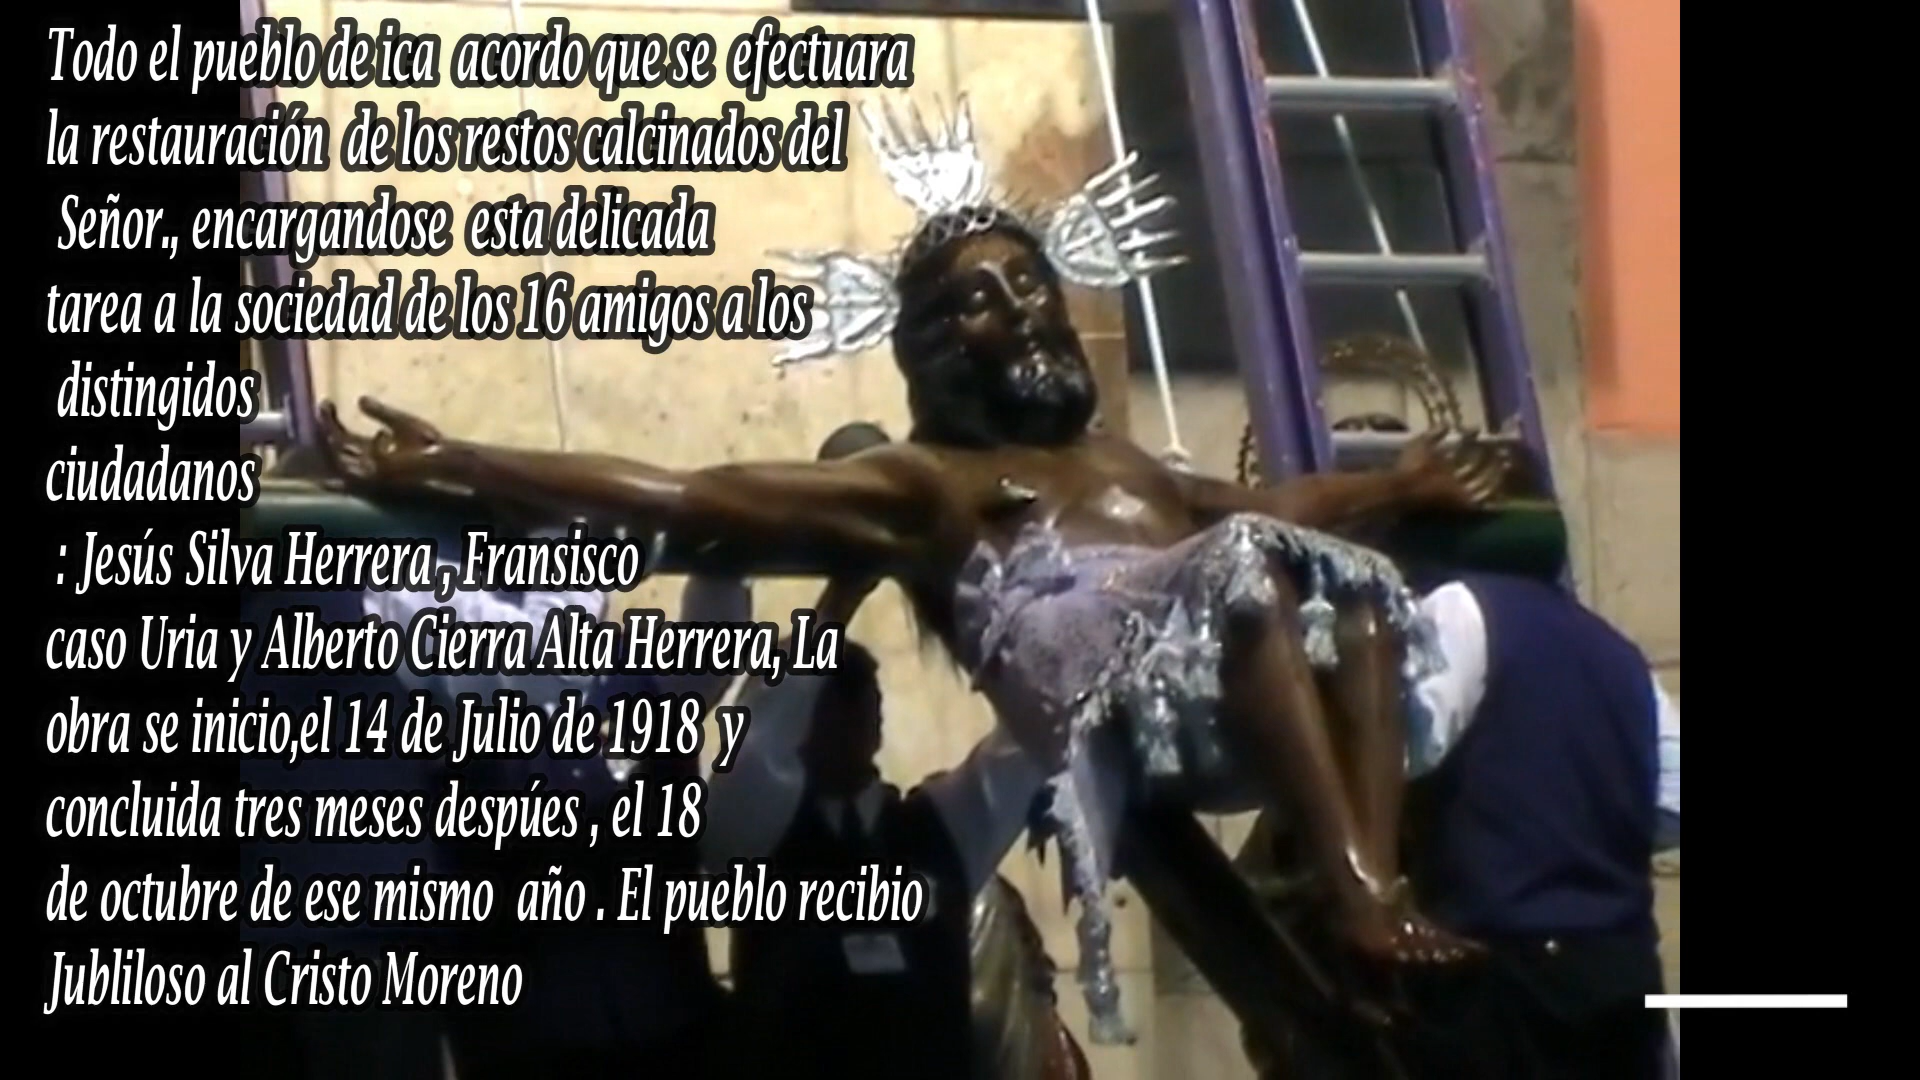 Todo el pueblo de ica acordo que se efectuara
la restauración de los restos calcinados del
Señor., encargandose esta delicada
tarea a la sociedad de los 16 amigos a los
distingidos
ciudadanos
: Jesús Silva Herrera , Fransisco
caso Uria y Alberto Cierra Alta Herrera, La
obra se inicio,el 14 de Julio de 1918 y
concluida tres meses despúes , el 18
de octubre de ese mismo año . El pueblo recibio
Jubliloso al Cristo Moreno